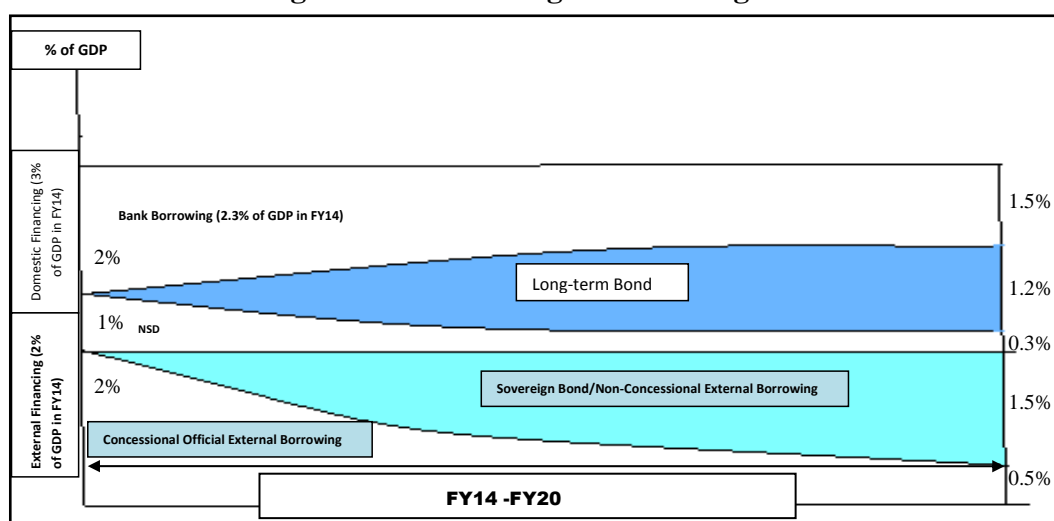 % of GDP
Domestic Financing (3%
of GDP in FY14)
Bank Borrowing (2.3% of GDP in FY14)
2%
1.5%
Long-term Bond
1.2%
1%
NSD
0.3%
External Financing (2%
of GDP in FY14)
2%
Sovereign Bond/Non-Concessional External Borrowing
1.5%
Concessional Official External Borrowing
0.5%
FY14 -FY20